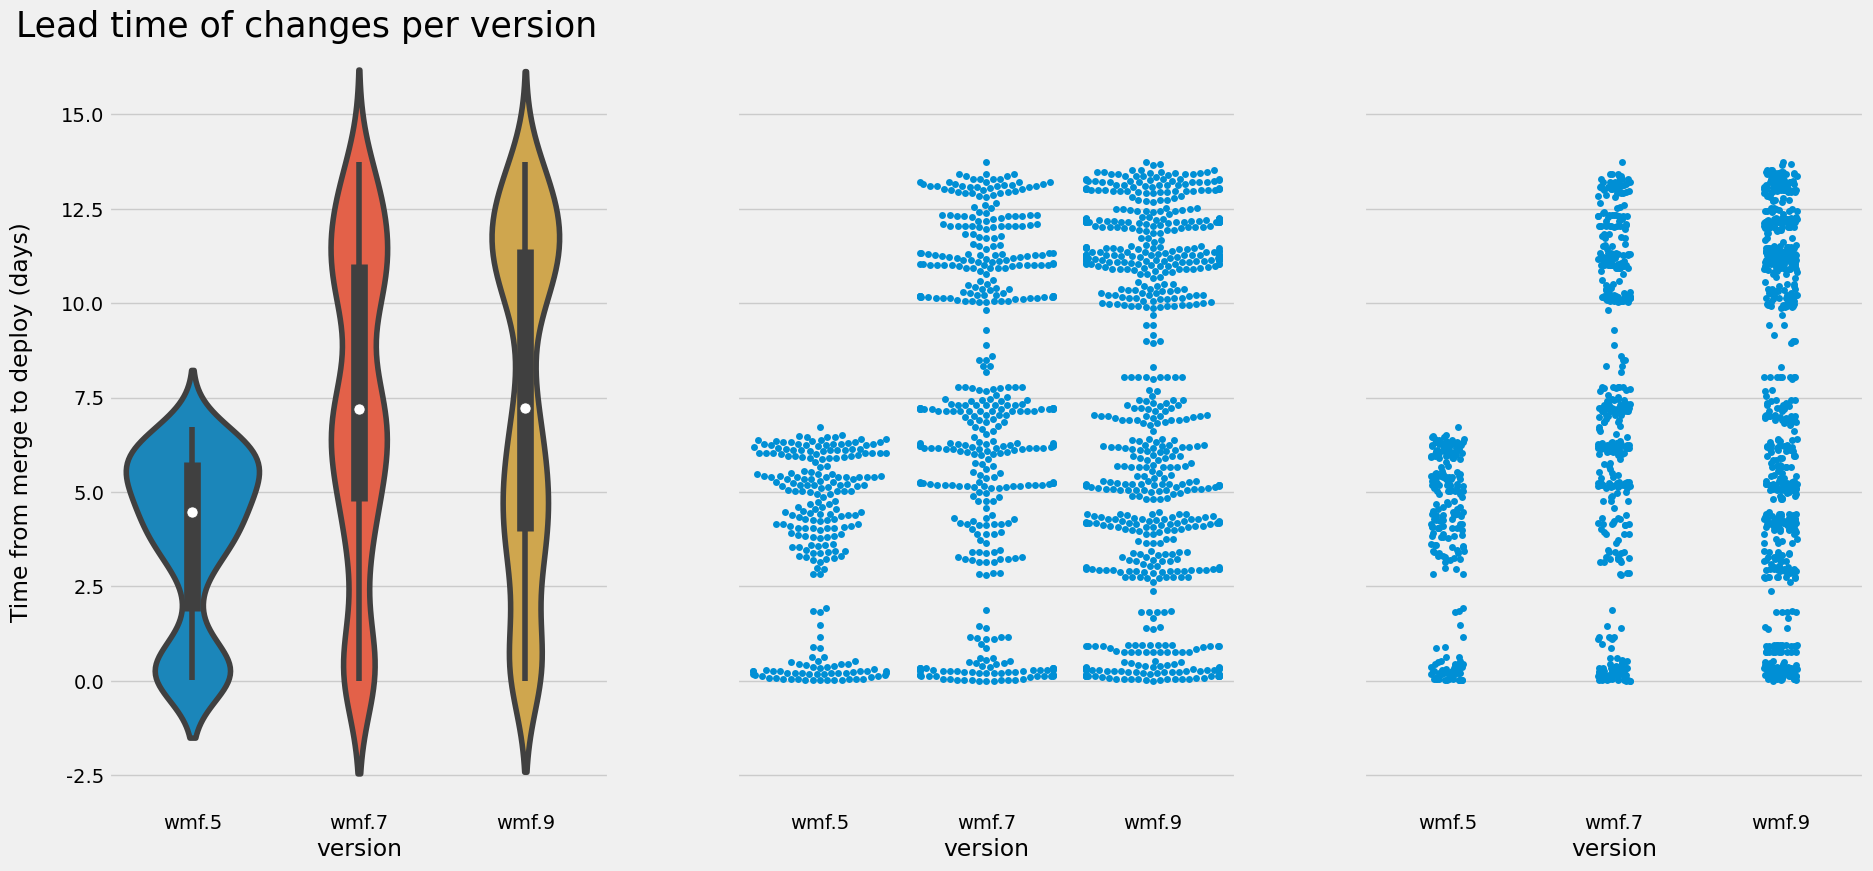 Lead time of changes per version
Time from merge to deploy (days)
15.0
12.5
10.0
7.5
5.0
2.5
0.0
-2.5
wmf.5 wmf.7 wmf.9
version
wmf.5 wmf.7 wmf.9
version
wmf.5 wmf.7 wmf.9
version